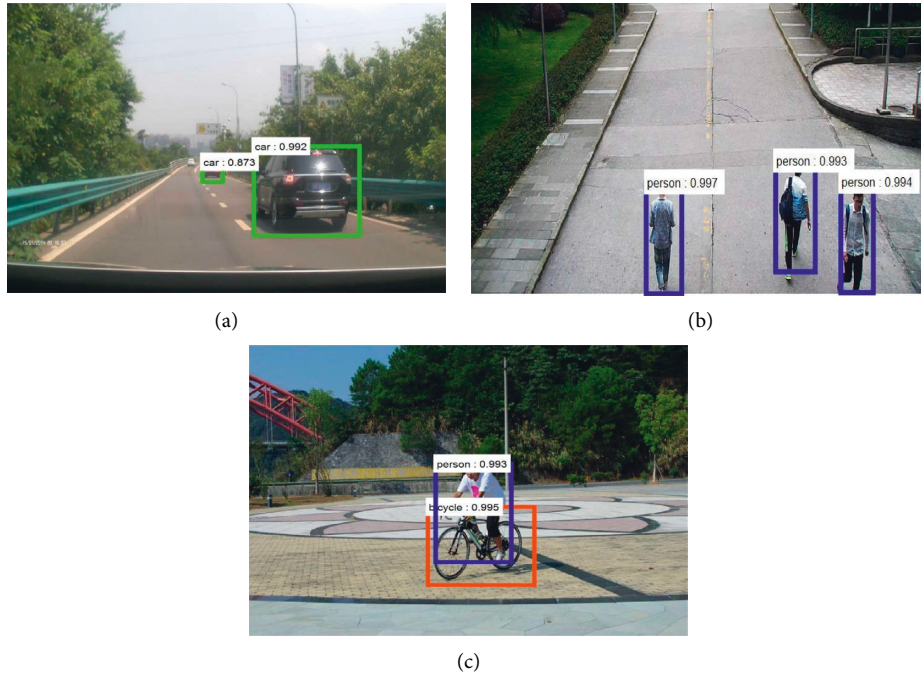 car : 0.992
car : 0.873
(a)
person : 0.997
person : 0.993
person : 0.994
(b)
person : 0.993
bicycle : 0.995
(c)